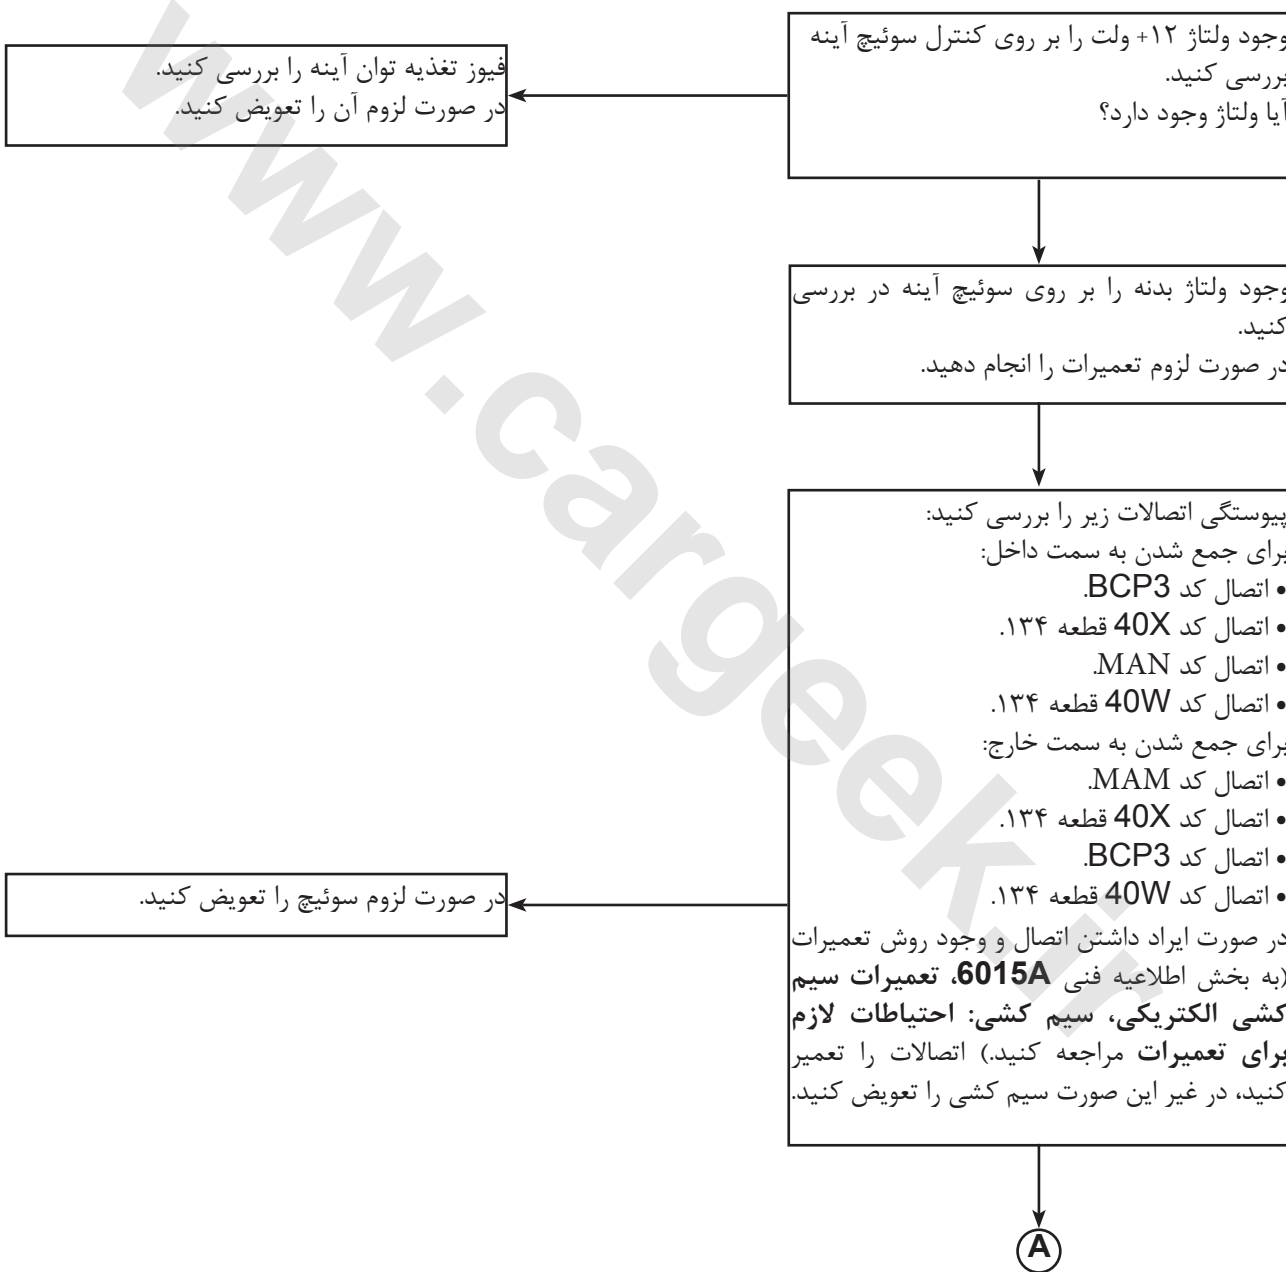 وجود ولتاژ ۱۲+ ولت را بر روی کنترل سوئیچ آینه
بررسی کنید.
آیا ولتاژ وجود دارد؟
فیوز تغذیه توان آینه را بررسی کنید.
در صورت لزوم آن را تعویض کنید.
وجود ولتاژ بدنه را بر روی سوئیچ آینه در بررسی
کنید.
در صورت لزوم تعمیرات را انجام دهید.
پیوستگی اتصالات زیر را بررسی کنید:
برای جمع شدن به سمت داخل:
• اتصال کد BCP3.
• اتصال کد 40X قطعه ۱۳۴.
• اتصال کد MAN.
• اتصال کد 40W قطعه ۱۳۴.
برای جمع شدن به سمت خارج:
• اتصال کد MAM.
• اتصال کد 40X قطعه ۱۳۴.
• اتصال کد BCP3.
• اتصال کد 40W قطعه ۱۳۴.
در صورت ایراد داشتن اتصال و وجود روش تعمیرات
(به بخش اطلاعیه فنی 6015A، تعمیرات سیم
کشی الکتریکی، سیم کشی: احتیاطات لازم
برای تعمیرات مراجعه کنید.) اتصالات را تعمیر
کنید، در غیر این صورت سیم کشی را تعویض کنید.
در صورت لزوم سوئیچ را تعویض کنید.
A
www.cargeek.ir